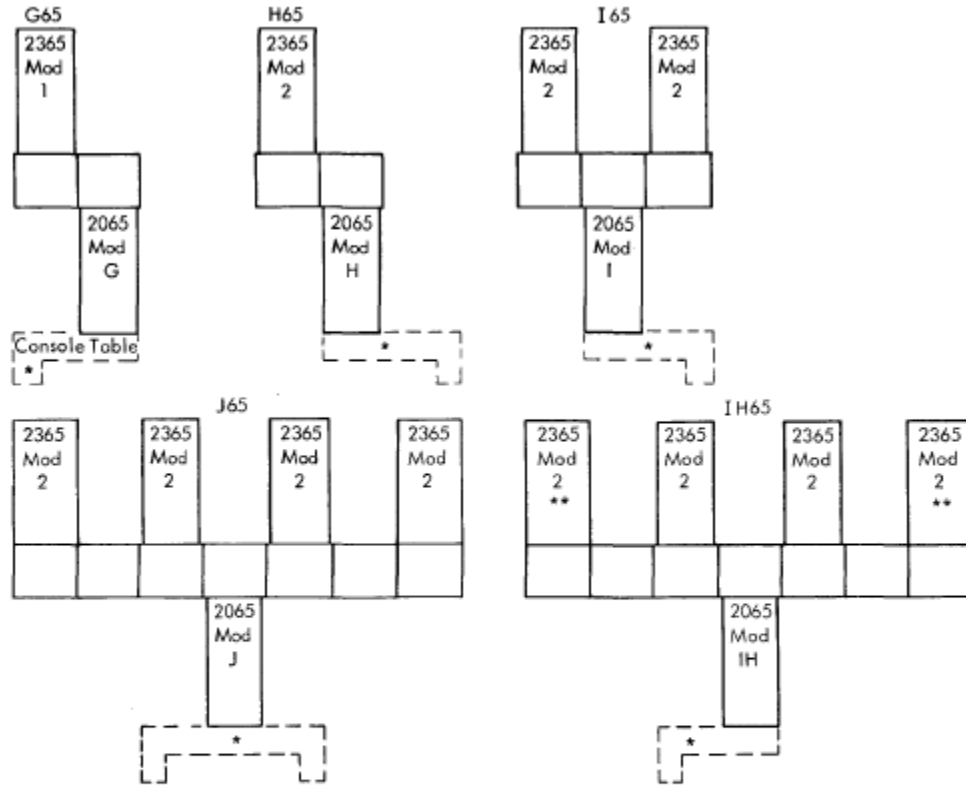 G65
2365
Mod
1
2065
Mod
G
Console Table
*
H65
2365
Mod
2
2065
Mod
H
*
I65
2365
Mod
2
2365
Mod
2
2065
Mod
I
*
J65
2365
Mod
2
2365
Mod
2
2365
Mod
2
2365
Mod
2
2065
Mod
J
*
IH65
2365
Mod
2
**
2365
Mod
2
2365
Mod
2
2365
Mod
2
**
2065
Mod
IH
*